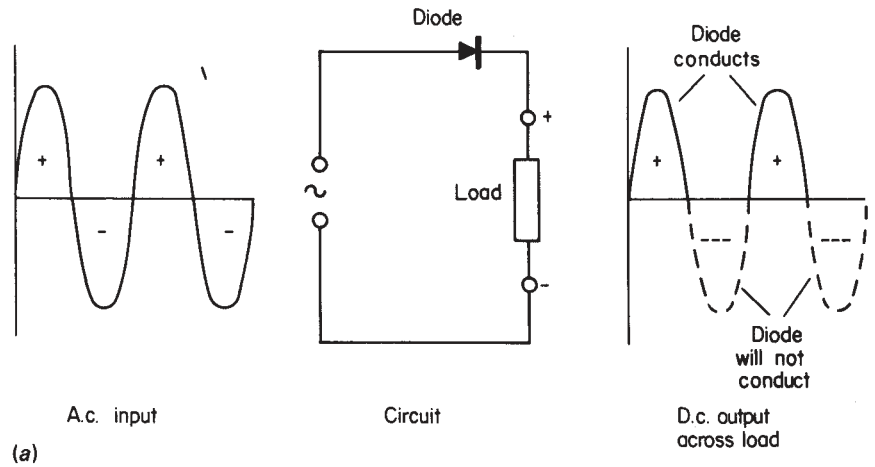 Diode
Diode
conducts
+
+
+
+
+
~
Load
-
-
----
----
-
Diode
will not
conduct
A.c. input
Circuit
D.c. output
across load
(a)